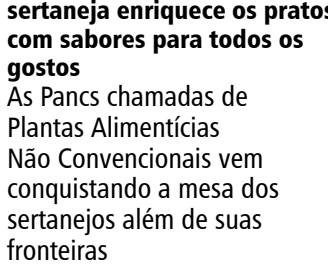 sertaneja enriquece os pratos
com sabores para todos os
gostos
As Pancs chamadas de
Plantas Alimentícias
Não Convencionais vem
conquistando a mesa dos
sertanejos além de suas
fronteiras